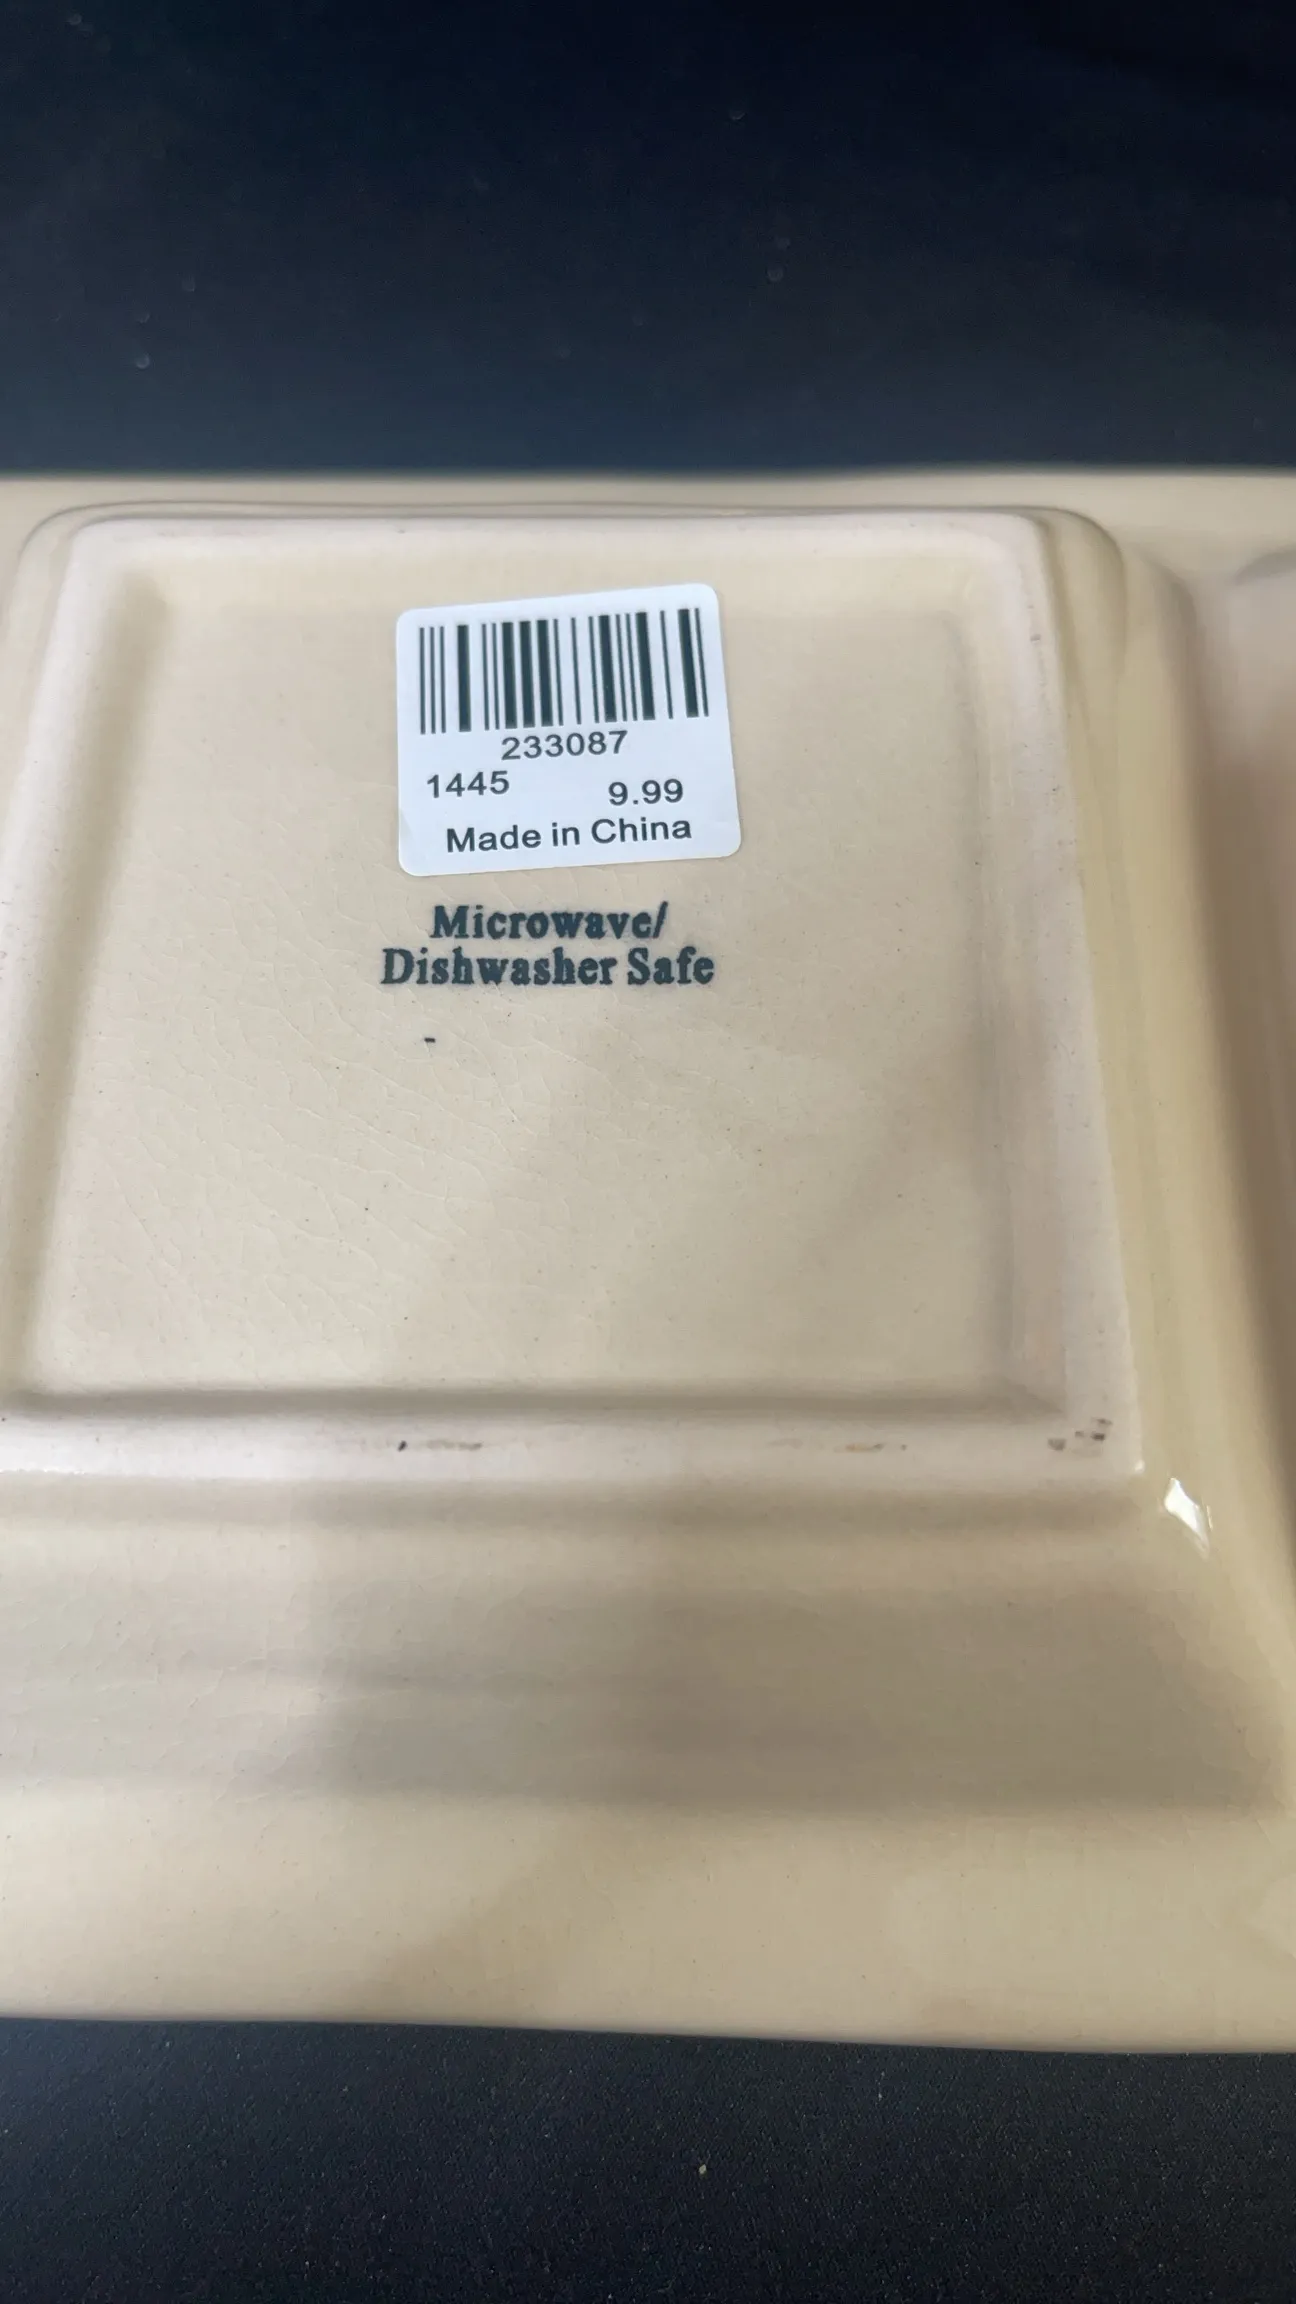 233087
1445 9.99
Made in China
Microwave/
Dishwasher Safe